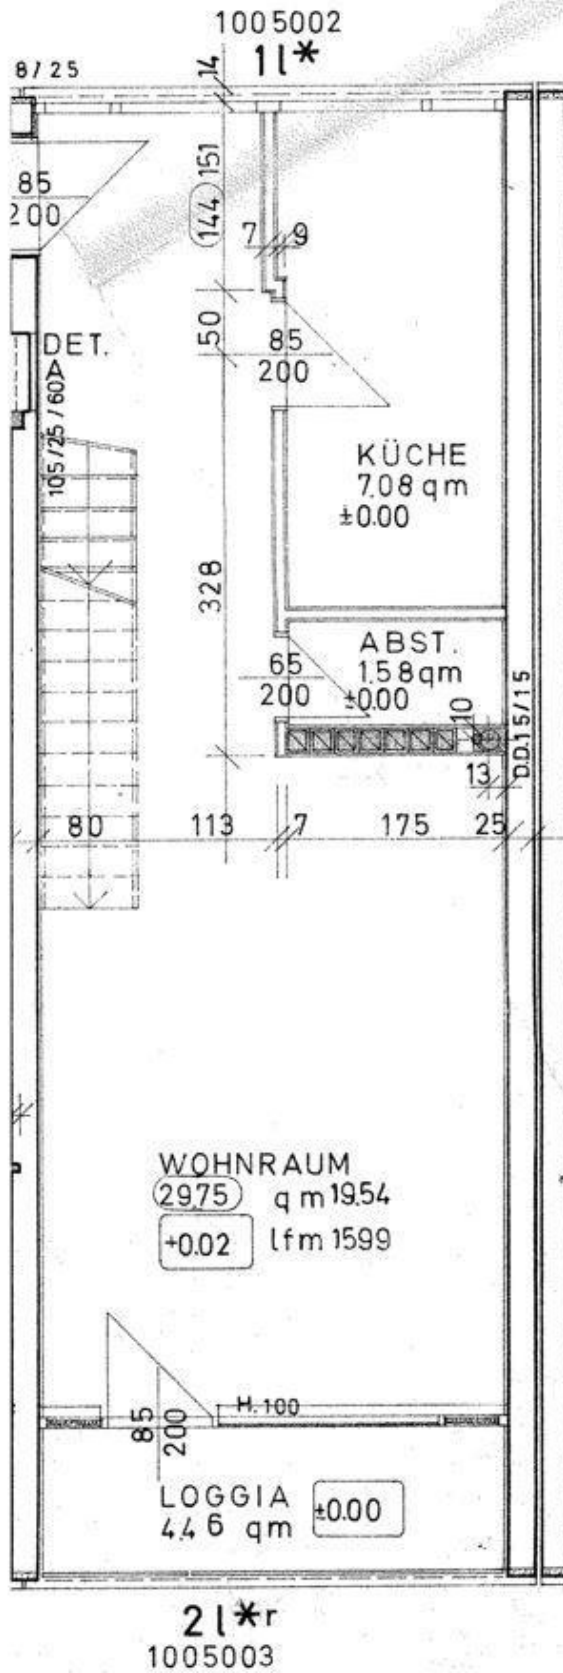 1005002
1l*
8/25
14
85
200
144 151
7 9
50
85
200
DET.
A
105/25/60
KÜCHE
7.08 qm
±0.00
328
ABST.
1.58 qm
±0.00
65
200
10
D.D.15/15
13
80 113 7 175 25
WOHNRAUM
2975 qm 19.54
+0.02 lfm 1599
H.100
85
200
LOGGIA
4.46 qm
±0.00
2l*r
1005003